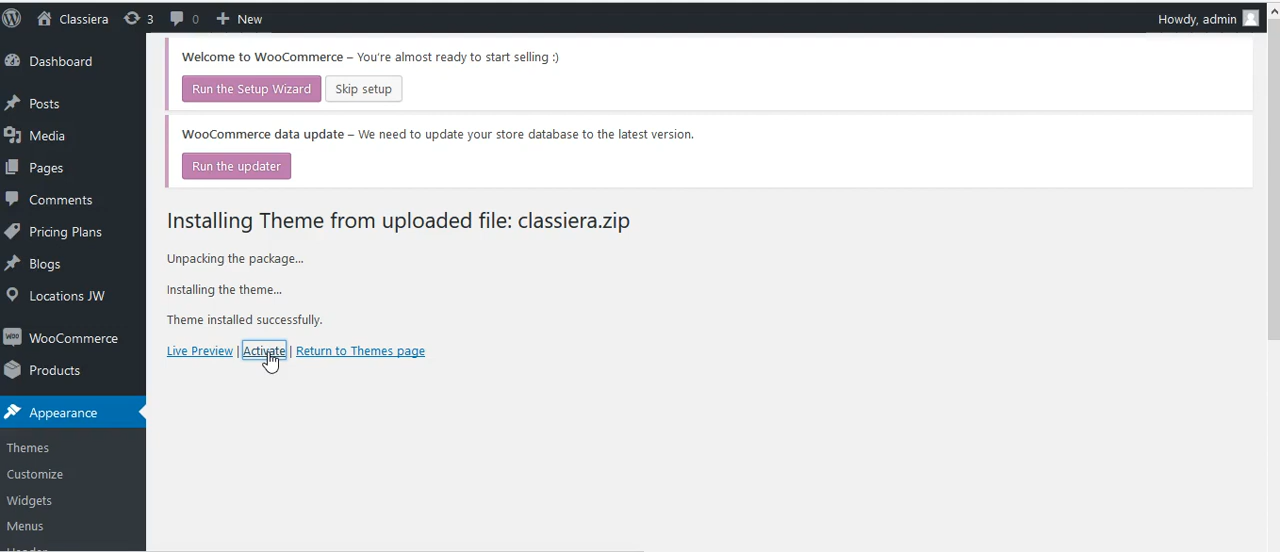 Classiera 3 0 New Howdy, admin
Dashboard
Posts
Media
Pages
Comments
Pricing Plans
Blogs
Locations JW
WooCommerce
Products
Appearance
Themes
Customize
Widgets
Menus
Welcome to WooCommerce – You're almost ready to start selling :)
Run the Setup Wizard Skip setup
WooCommerce data update – We need to update your store database to the latest version.
Run the updater
Installing Theme from uploaded file: classiera.zip
Unpacking the package...
Installing the theme...
Theme installed successfully.
Live Preview | Activate | Return to Themes page